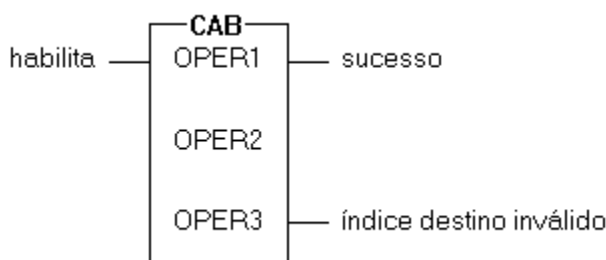 CAB
habilita OPER1 sucesso
OPER2
OPER3 índice destino inválido